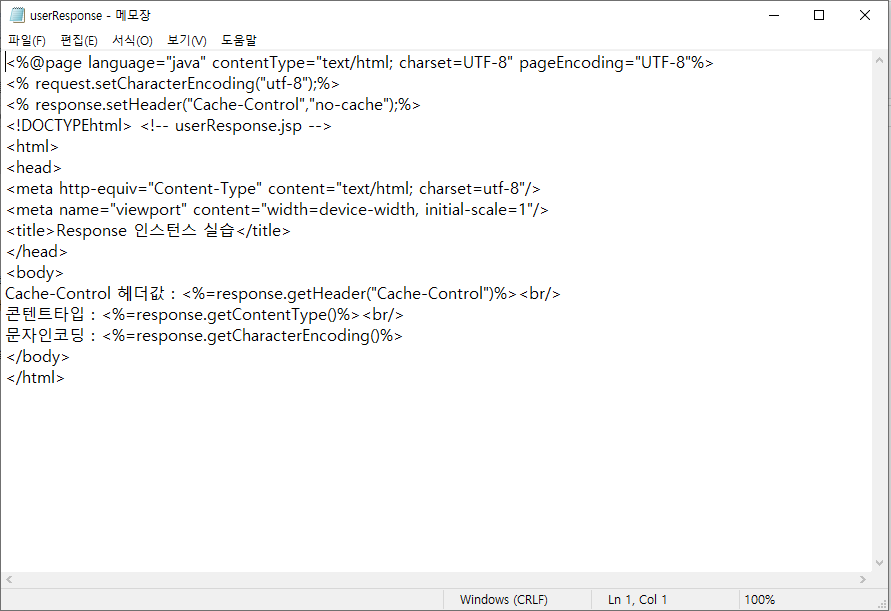 userResponse - 메모장
파일(F) 편집(E) 서식(O) 보기(V) 도움말
<%@page language="java" contentType="text/html; charset=UTF-8" pageEncoding="UTF-8"%>
<% request.setCharacterEncoding("utf-8");%>
<% response.setHeader("Cache-Control","no-cache");%>
<!DOCTYPEhtml> <!-- userResponse.jsp -->
<html>
<head>
<meta http-equiv="Content-Type" content="text/html; charset=utf-8"/>
<meta name="viewport" content="width=device-width, initial-scale=1"/>
<title>Response 인스턴스 실습</title>
</head>
<body>
Cache-Control 헤더값 : <%=response.getHeader("Cache-Control")%><br/>
콘텐트타입 : <%=response.getContentType()%><br/>
문자인코딩 : <%=response.getCharacterEncoding()%>
</body>
</html>
Windows (CRLF) Ln 1, Col 1 100%